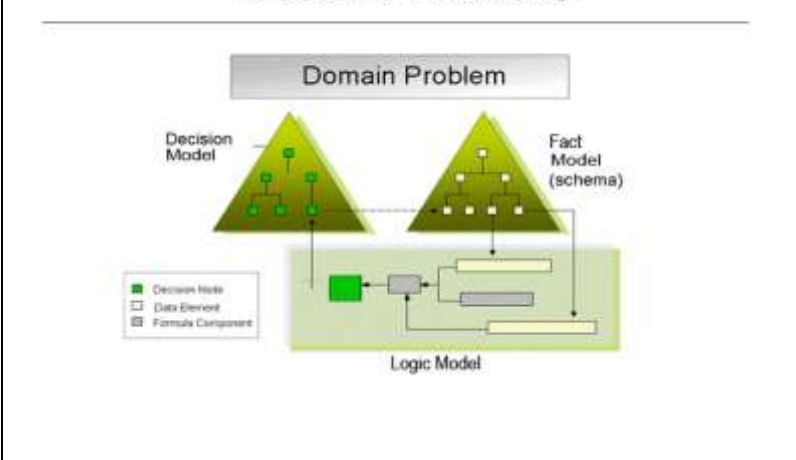 Domain Problem
Decision
Model
Fact
Model
(schema)
Decision Node
Data Element
Formula Component
Logic Model